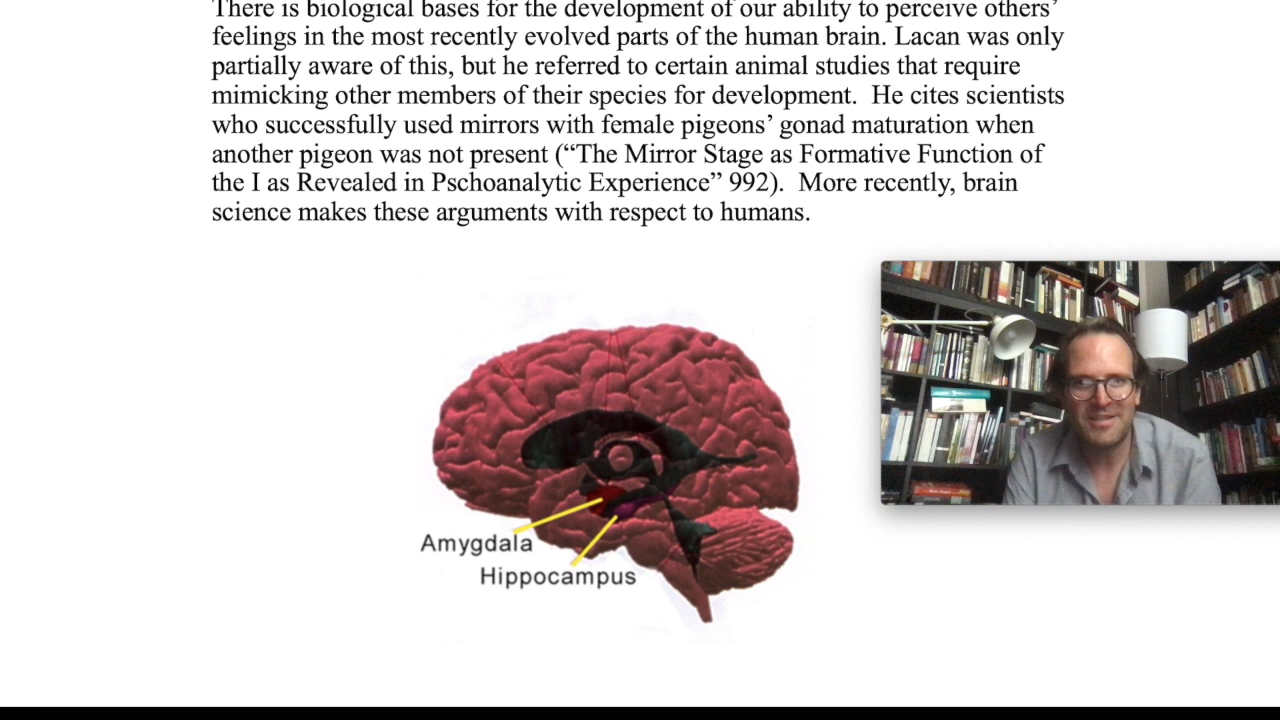 There is biological bases for the development of our ability to perceive others’
feelings in the most recently evolved parts of the human brain. Lacan was only
partially aware of this, but he referred to certain animal studies that require
mimicking other members of their species for development.  He cites scientists
who successfully used mirrors with female pigeons’ gonad maturation when
another pigeon was not present (“The Mirror Stage as Formative Function of
the I as Revealed in Pschoanalytic Experience” 992).  More recently, brain
science makes these arguments with respect to humans.
Amygdala
Hippocampus